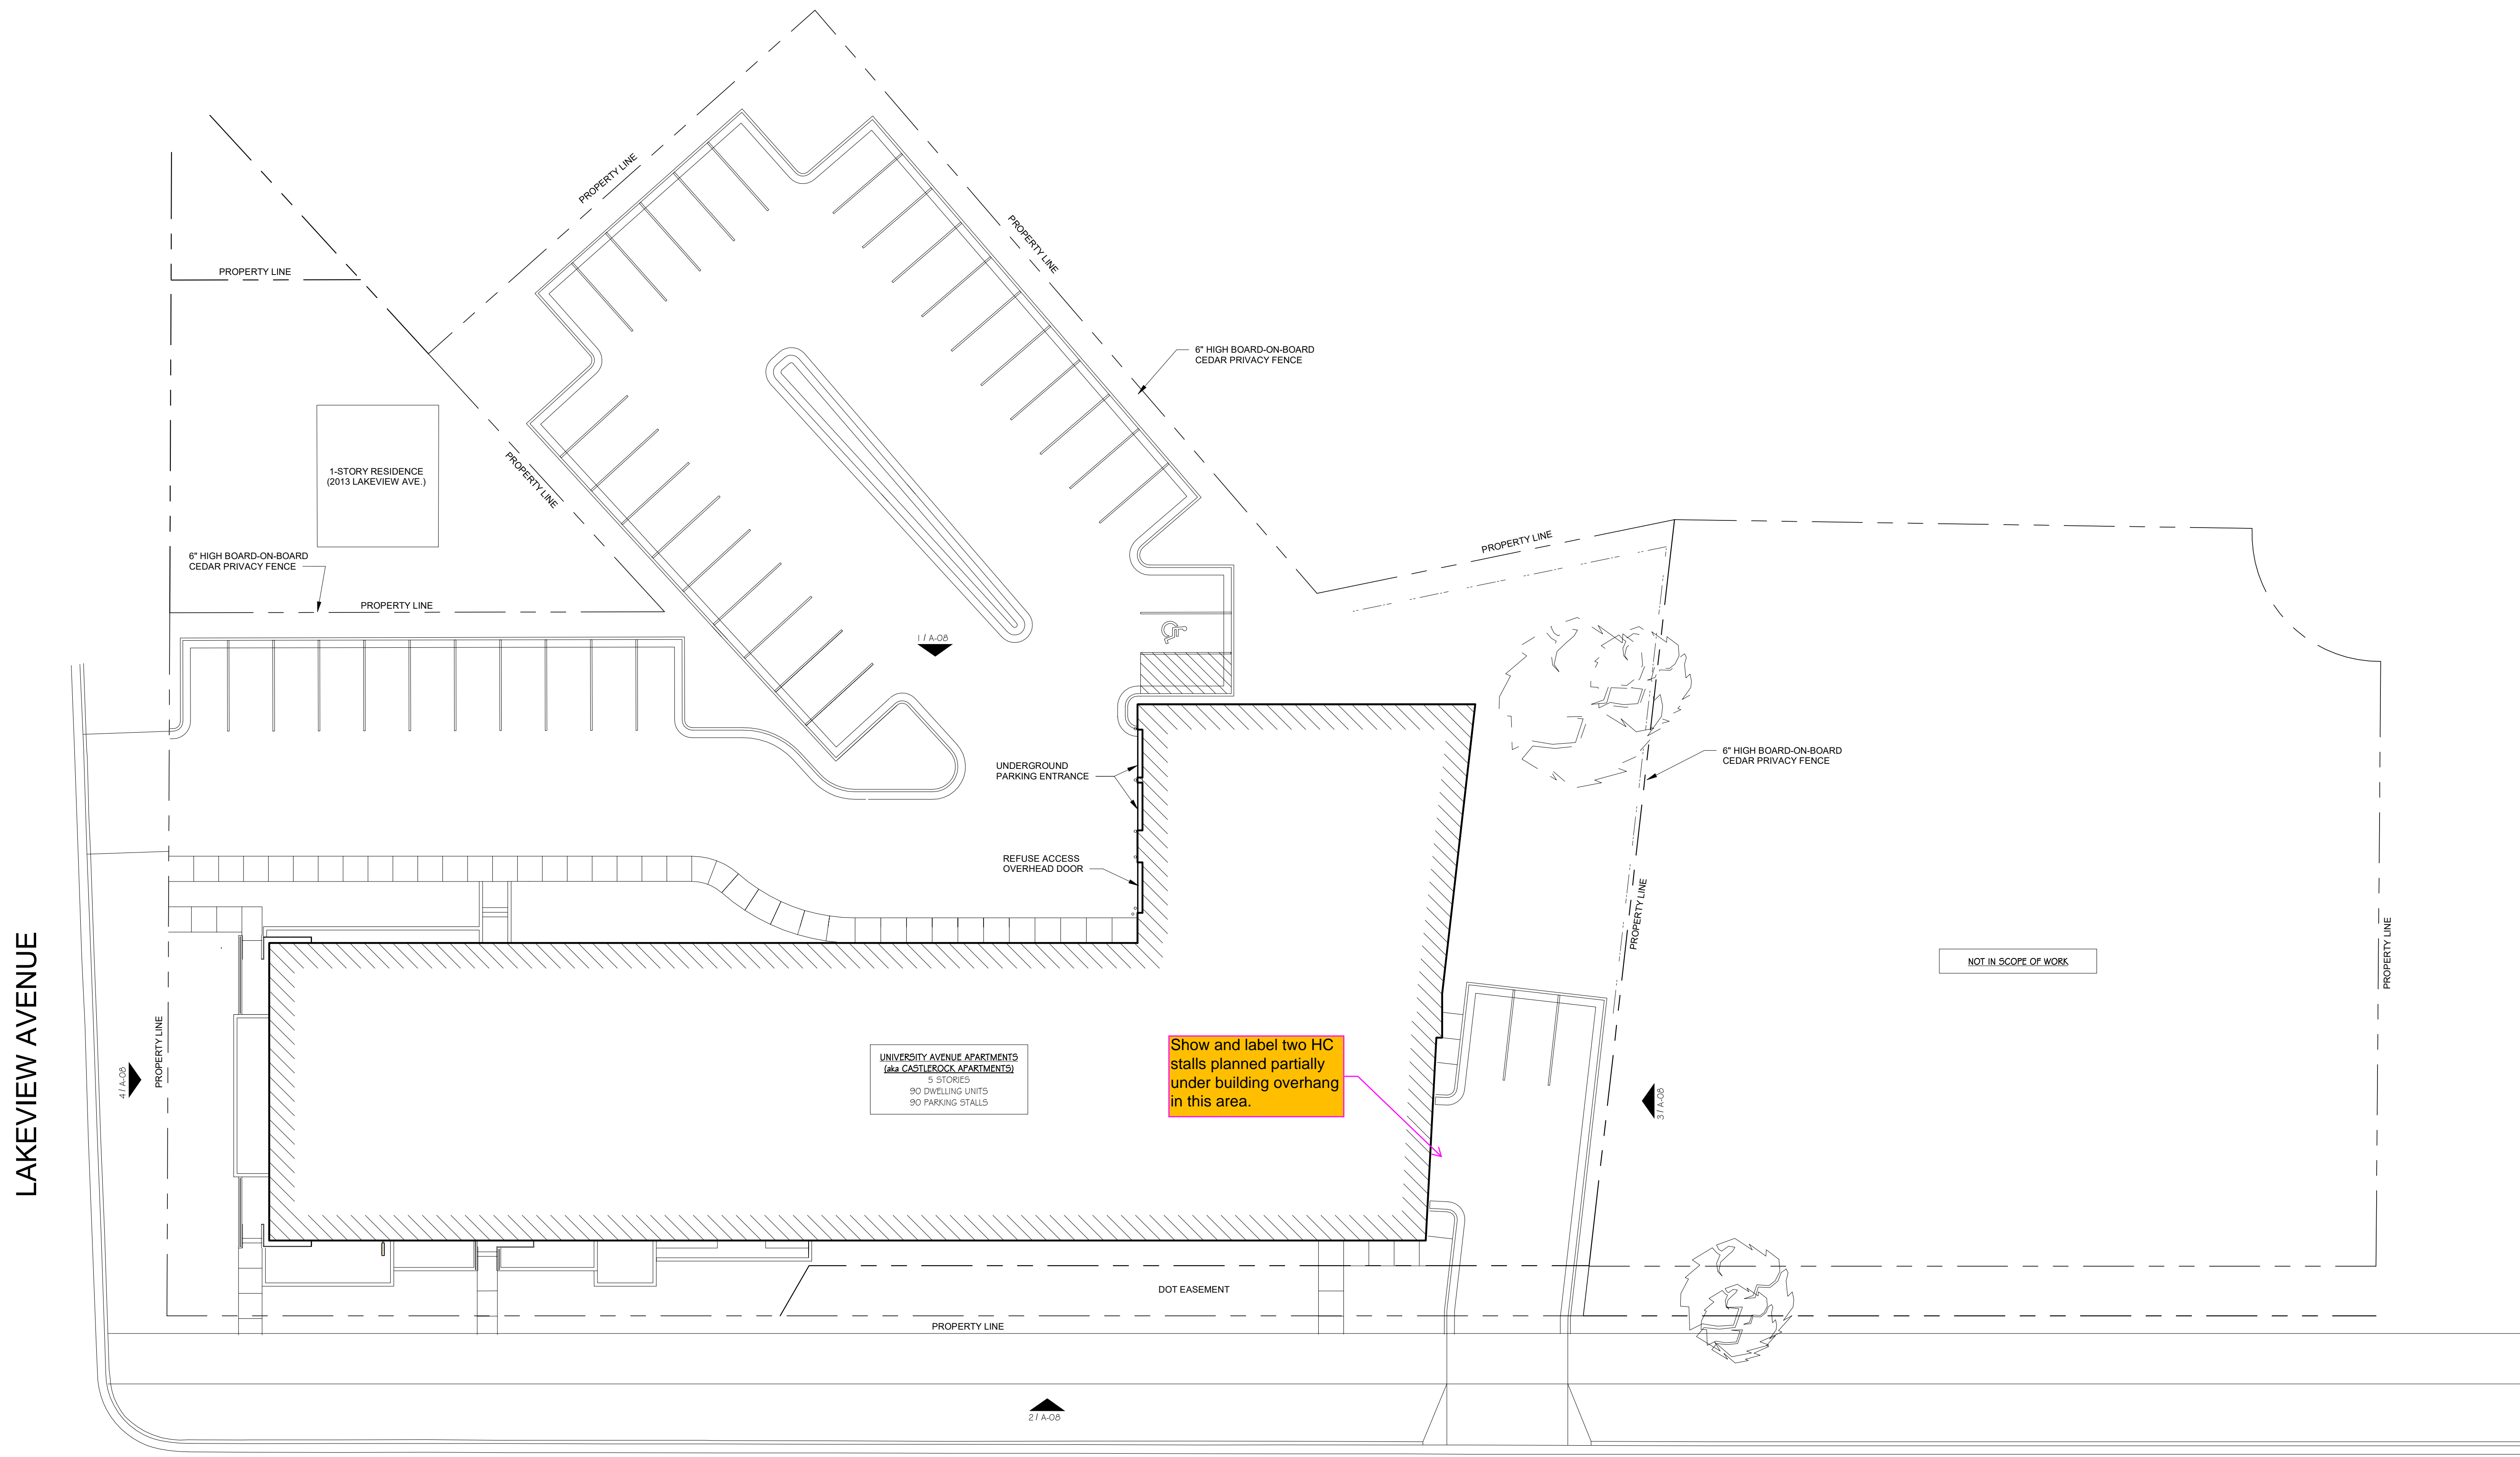 PROPERTY LINE
PROPERTY LINE
PROPERTY LINE
6" HIGH BOARD-ON-BOARD
CEDAR PRIVACY FENCE
1-STORY RESIDENCE
(2013 LAKEVIEW AVE.)
PROPERTY LINE
PROPERTY LINE
6" HIGH BOARD-ON-BOARD
CEDAR PRIVACY FENCE
PROPERTY LINE
1 / A-08
UNDERGROUND
PARKING ENTRANCE
6" HIGH BOARD-ON-BOARD
CEDAR PRIVACY FENCE
REFUSE ACCESS
OVERHEAD DOOR
PROPERTY LINE
PROPERTY LINE
NOT IN SCOPE OF WORK
LAKEVIEW AVENUE
4 / A-08
PROPERTY LINE
UNIVERSITY AVENUE APARTMENTS
(aka CASTLEROCK APARTMENTS)
5 STORIES
90 DWELLING UNITS
90 PARKING STALLS
Show and label two HC
stalls planned partially
under building overhang
in this area.
3 / A-08
DOT EASEMENT
PROPERTY LINE
2 / A-08